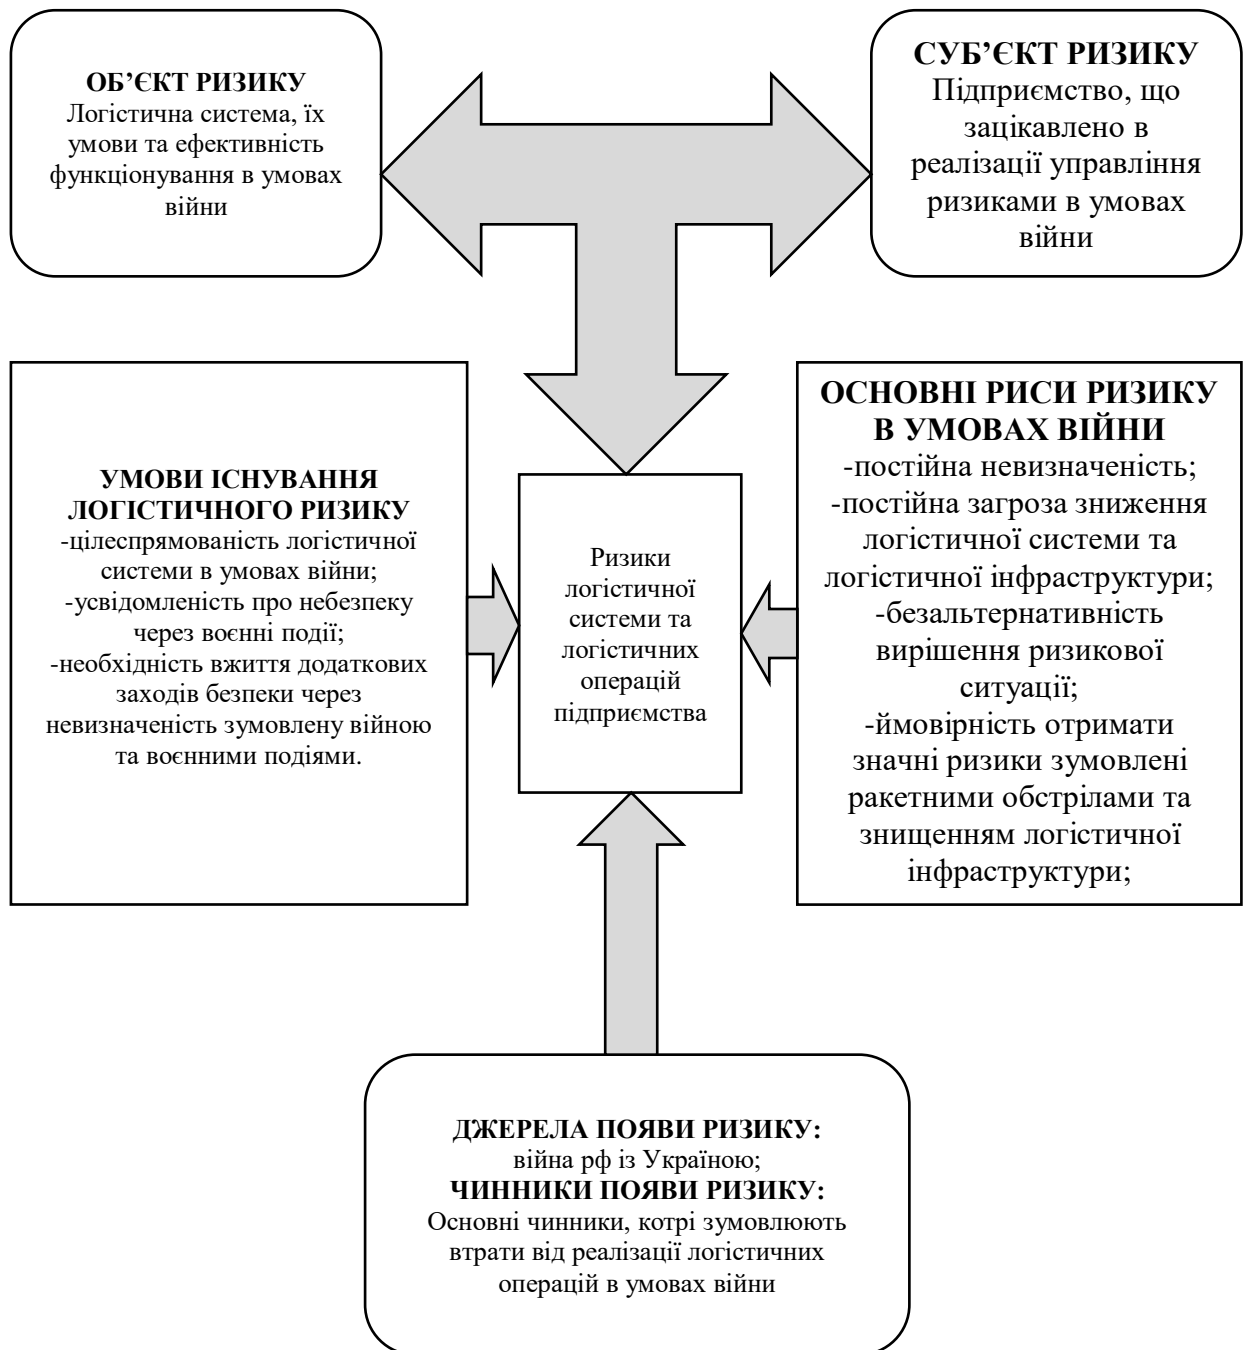 ОБ’ЄКТ РИЗИКУ
Логістична система, їх
умови та ефективність
функціонування в умовах
війни
СУБ’ЄКТ РИЗИКУ
Підприємство, що
зацікавлено в
реалізації управління
ризиками в умовах
війни
УМОВИ ІСНУВАННЯ
ЛОГІСТИЧНОГО РИЗИКУ
-цілеспрямованість логістичної
системи в умовах війни;
-усвідомленість про небезпеку
через воєнні події;
-необхідність вжиття додаткових
заходів безпеки через
невизначеність зумовлену війною
та воєнними подіями.
Ризики
логістичної
системи та
логістичних
операцій
підприємства
ОСНОВНІ РИСИ РИЗИКУ
В УМОВАХ ВІЙНИ
-постійна невизначеність;
-постійна загроза зниження
логістичної системи та
логістичної інфраструктури;
-безальтернативність
вирішення ризикової
ситуації;
-ймовірність отримати
значні ризики зумовлені
ракетними обстрілами та
знищенням логістичної
інфраструктури;
ДЖЕРЕЛА ПОЯВИ РИЗИКУ:
війна рф із Україною;
ЧИННИКИ ПОЯВИ РИЗИКУ:
Основні чинники, котрі зумовлюють
втрати від реалізації логістичних
операцій в умовах війни